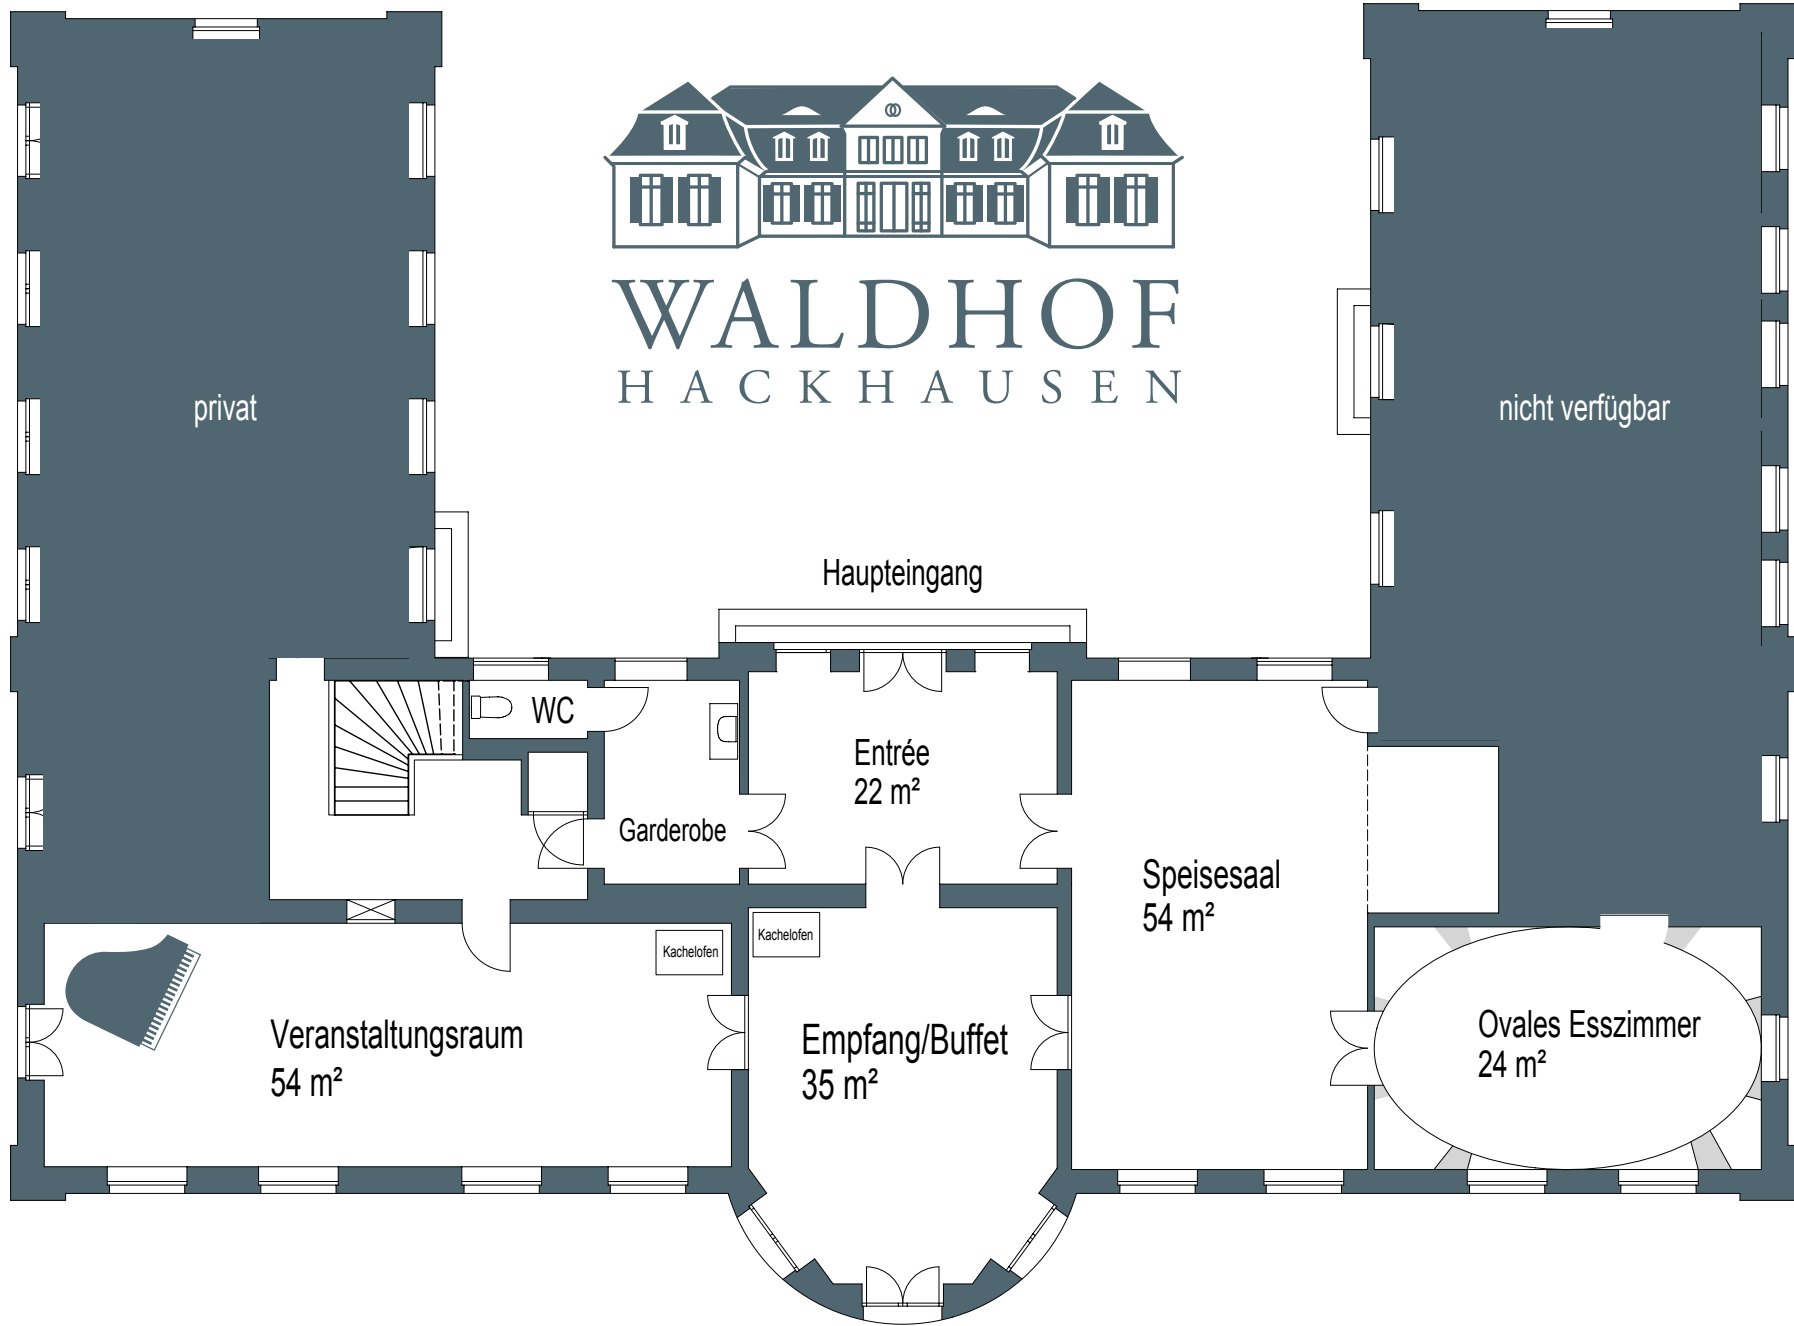 WALDHOF
HACKHAUSEN
privat
nicht verfügbar
Haupteingang
WC
Entrée
22 m²
Garderobe
Speisesaal
54 m²
Kachelofen
Kachelofen
Veranstaltungsraum
54 m²
Empfang/Buffet
35 m²
Ovales Esszimmer
24 m²